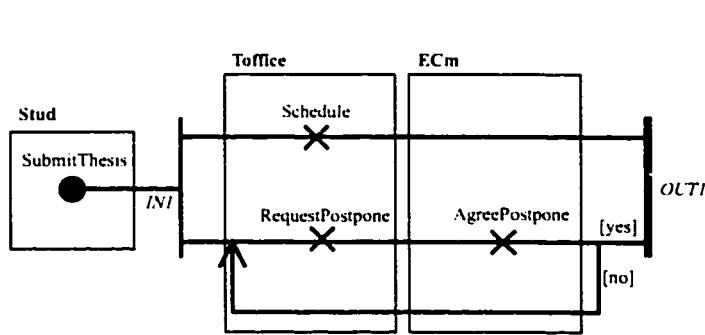 Toffice
ECm
Stud
Schedule
SubmitThesis
IN1
RequestPostpone
AgreePostpone
[yes]
OUT1
[no]